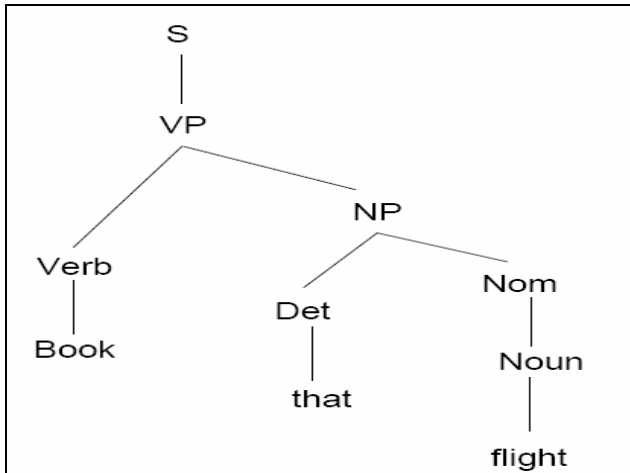 S
VP
NP
Verb
Nom
Det
Book
Noun
that
flight